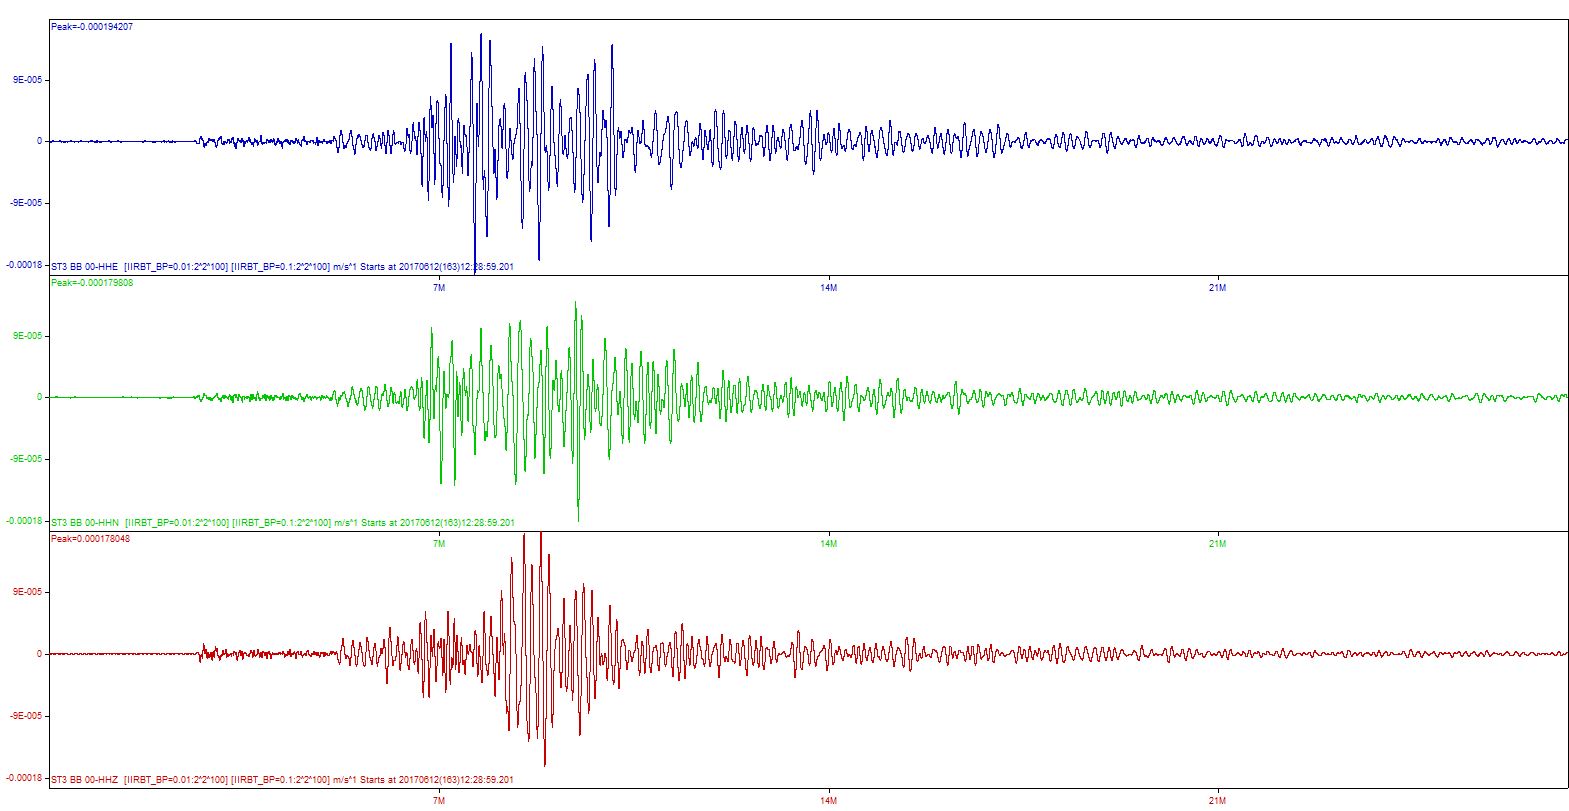 Peak=-0.000194207
9E-005
0
-9E-005
-0.00018
ST3 BB 00-HHE [IIRBT_BP=0.01:2^2^100] [IIRBT_BP=0.1:2^2^100] m/s^1 Starts at 20170612(163)12:28:59.201
7M 14M 21M
Peak=-0.000179808
9E-005
0
-9E-005
-0.00018
ST3 BB 00-HHN [IIRBT_BP=0.01:2^2^100] [IIRBT_BP=0.1:2^2^100] m/s^1 Starts at 20170612(163)12:28:59.201
7M 14M 21M
Peak=0.000178048
9E-005
0
-9E-005
-0.00018
ST3 BB 00-HHZ [IIRBT_BP=0.01:2^2^100] [IIRBT_BP=0.1:2^2^100] m/s^1 Starts at 20170612(163)12:28:59.201
7M 14M 21M